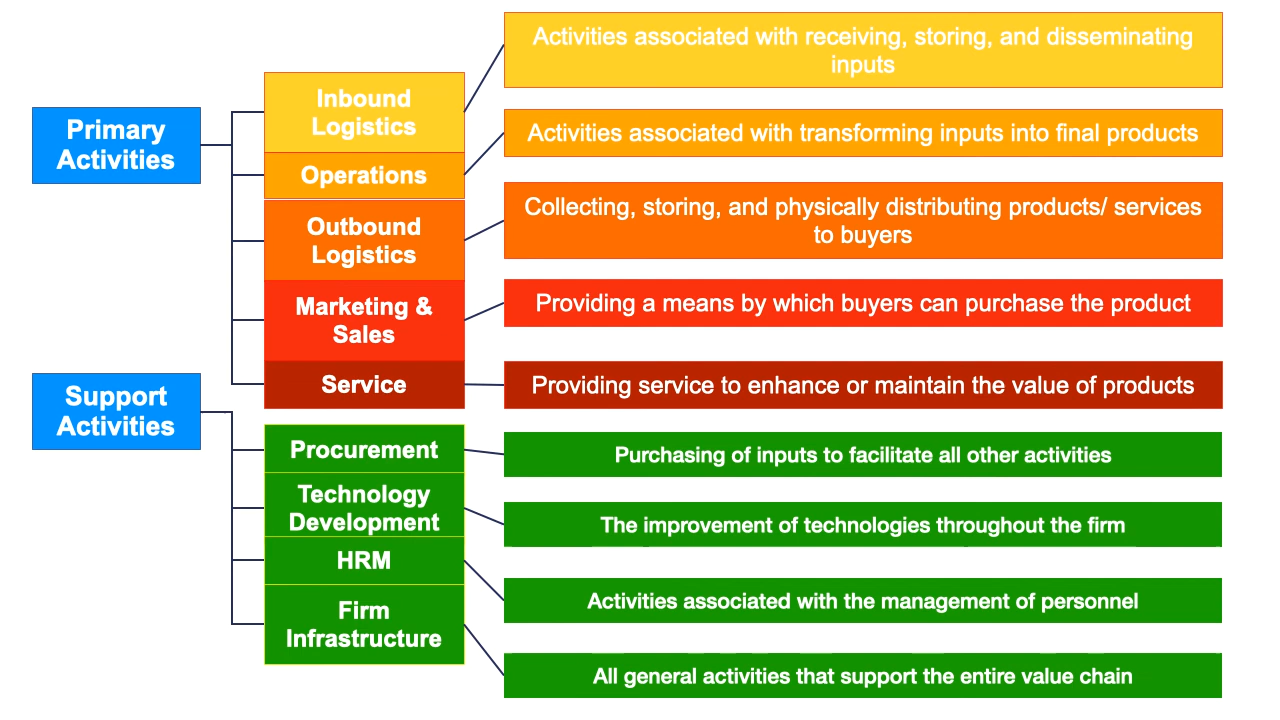 Primary
Activities
Inbound
Logistics
Activities associated with receiving, storing, and disseminating
inputs
Operations
Activities associated with transforming inputs into final products
Outbound
Logistics
Collecting, storing, and physically distributing products/ services
to buyers
Marketing &
Sales
Providing a means by which buyers can purchase the product
Service
Providing service to enhance or maintain the value of products
Support
Activities
Procurement
Purchasing of inputs to facilitate all other activities
Technology
Development
The improvement of technologies throughout the firm
HRM
Activities associated with the management of personnel
Firm
Infrastructure
All general activities that support the entire value chain